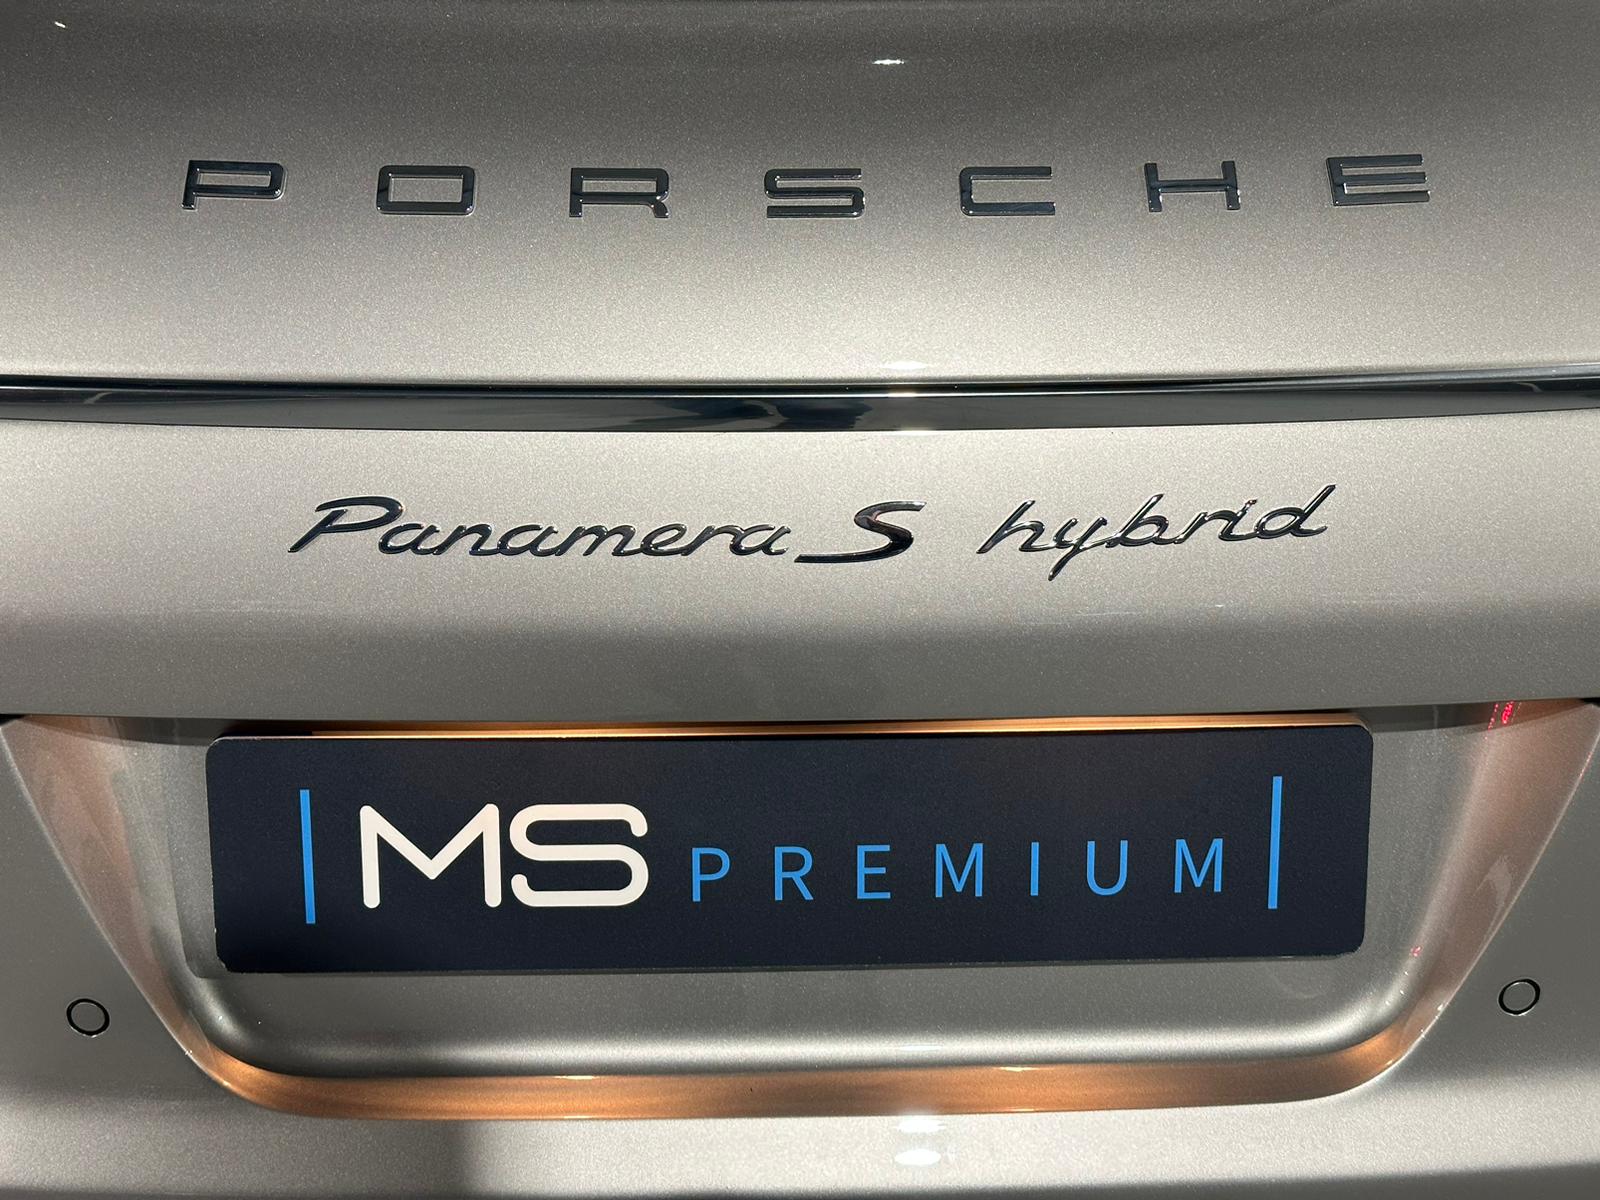 PORSCHE
Panamera S hybrid
MS PREMIUM